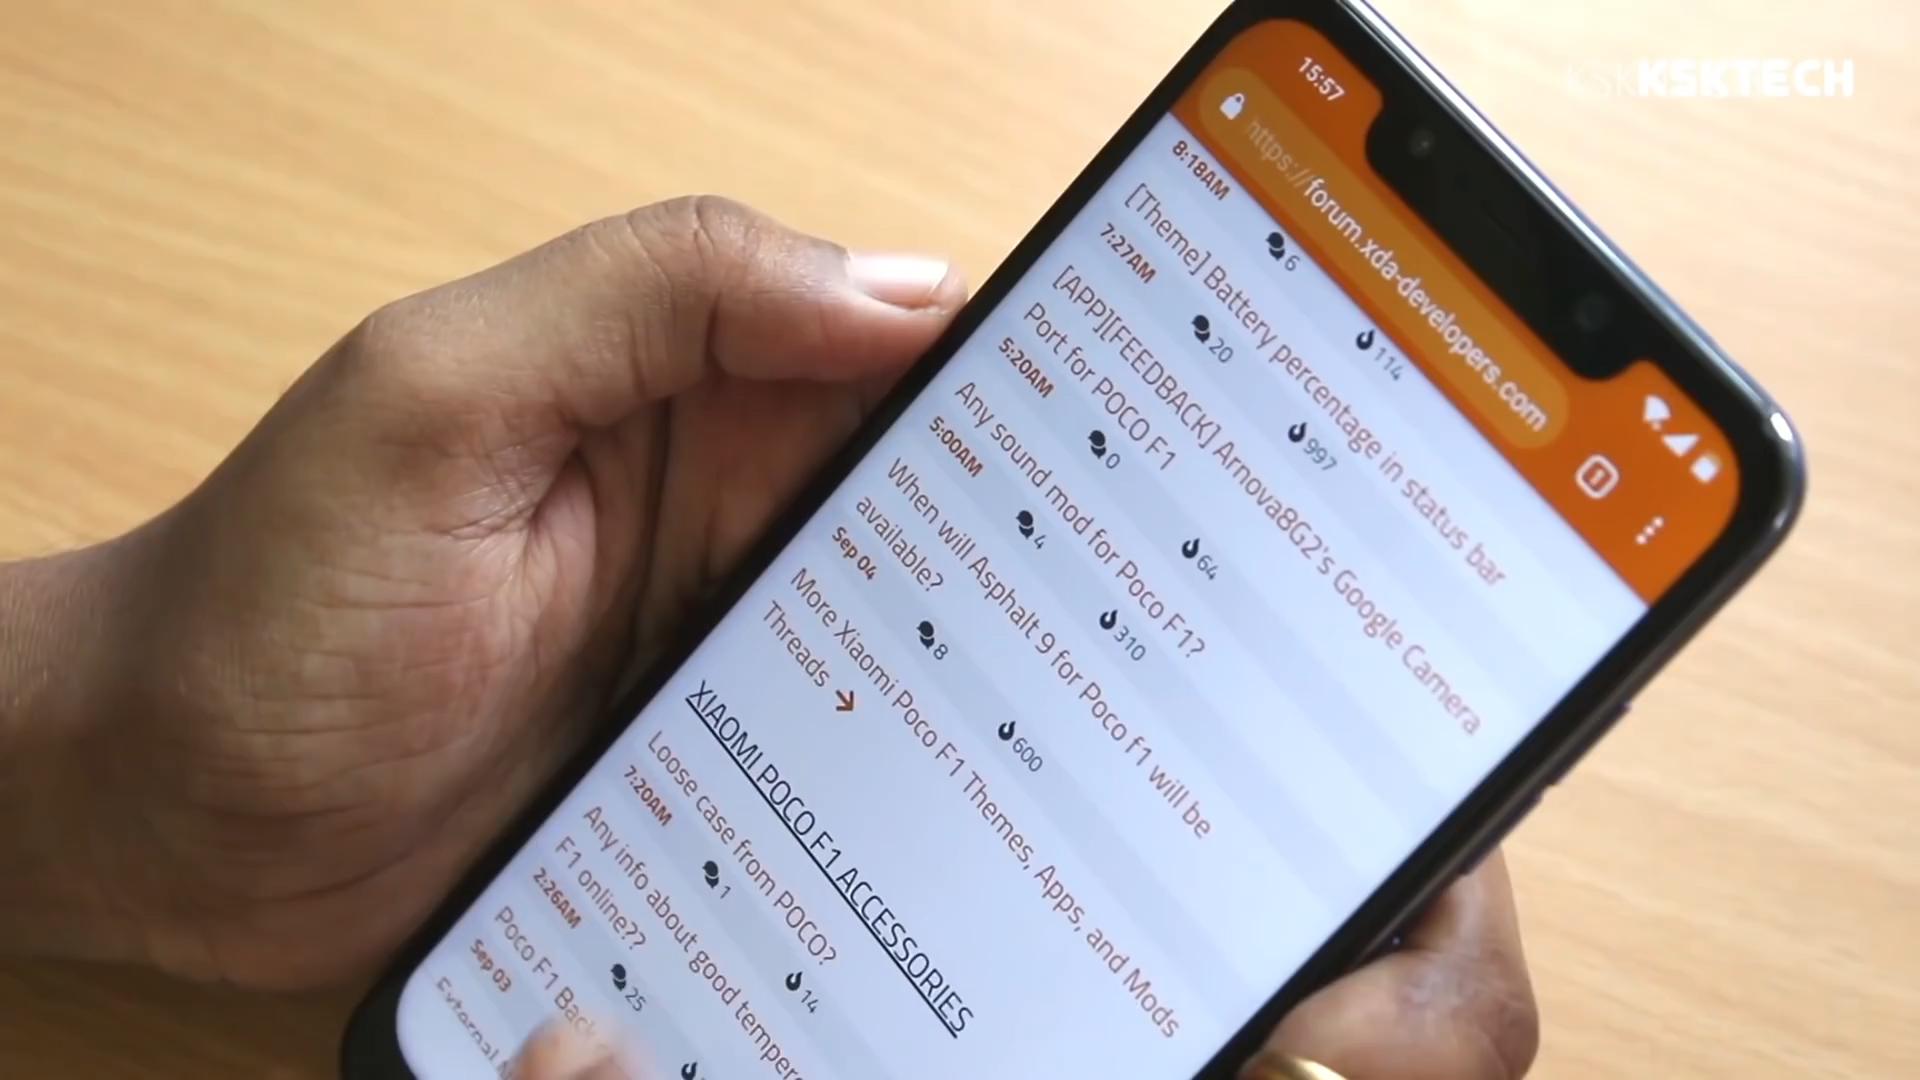 KSKTECH
15:57
https://forum.xda-developers.com
8:18AM
6
114
[Theme] Battery percentage in status bar
7:27AM
20
997
[APP][FEEDBACK] Arnova8G2's Google Camera
Port for POCO F1
5:20AM
0
64
Any sound mod for Poco F1?
5:00AM
4
310
When will Asphalt 9 for Poco f1 will be
available?
Sep 04
8
600
More Xiaomi Poco F1 Themes, Apps, and Mods
Threads
XIAOMI POCO F1 ACCESSORIES
Loose case from POCO?
7:20AM
1
14
Any info about good tempere
F1 online??
2:26AM
25
Poco F1 Back
Sep 03
External